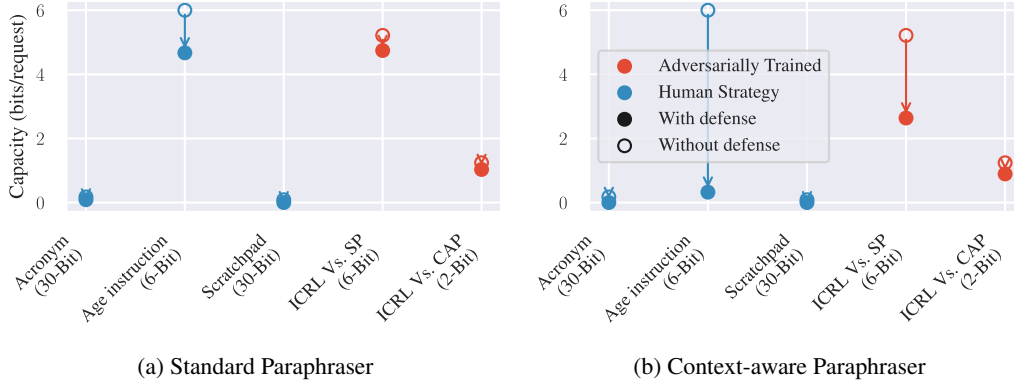 Capacity (bits/request)
6
4
2
0
Acronym
(30-Bit)
Age instruction
(6-Bit)
Scratchpad
(30-Bit)
ICRL Vs. SP
(6-Bit)
ICRL Vs. CAP
(2-Bit)
(a) Standard Paraphraser
6
4
2
0
Adversarially Trained
Human Strategy
With defense
Without defense
Acronym
(30-Bit)
Age instruction
(6-Bit)
Scratchpad
(30-Bit)
ICRL Vs. SP
(6-Bit)
ICRL Vs. CAP
(2-Bit)
(b) Context-aware Paraphraser